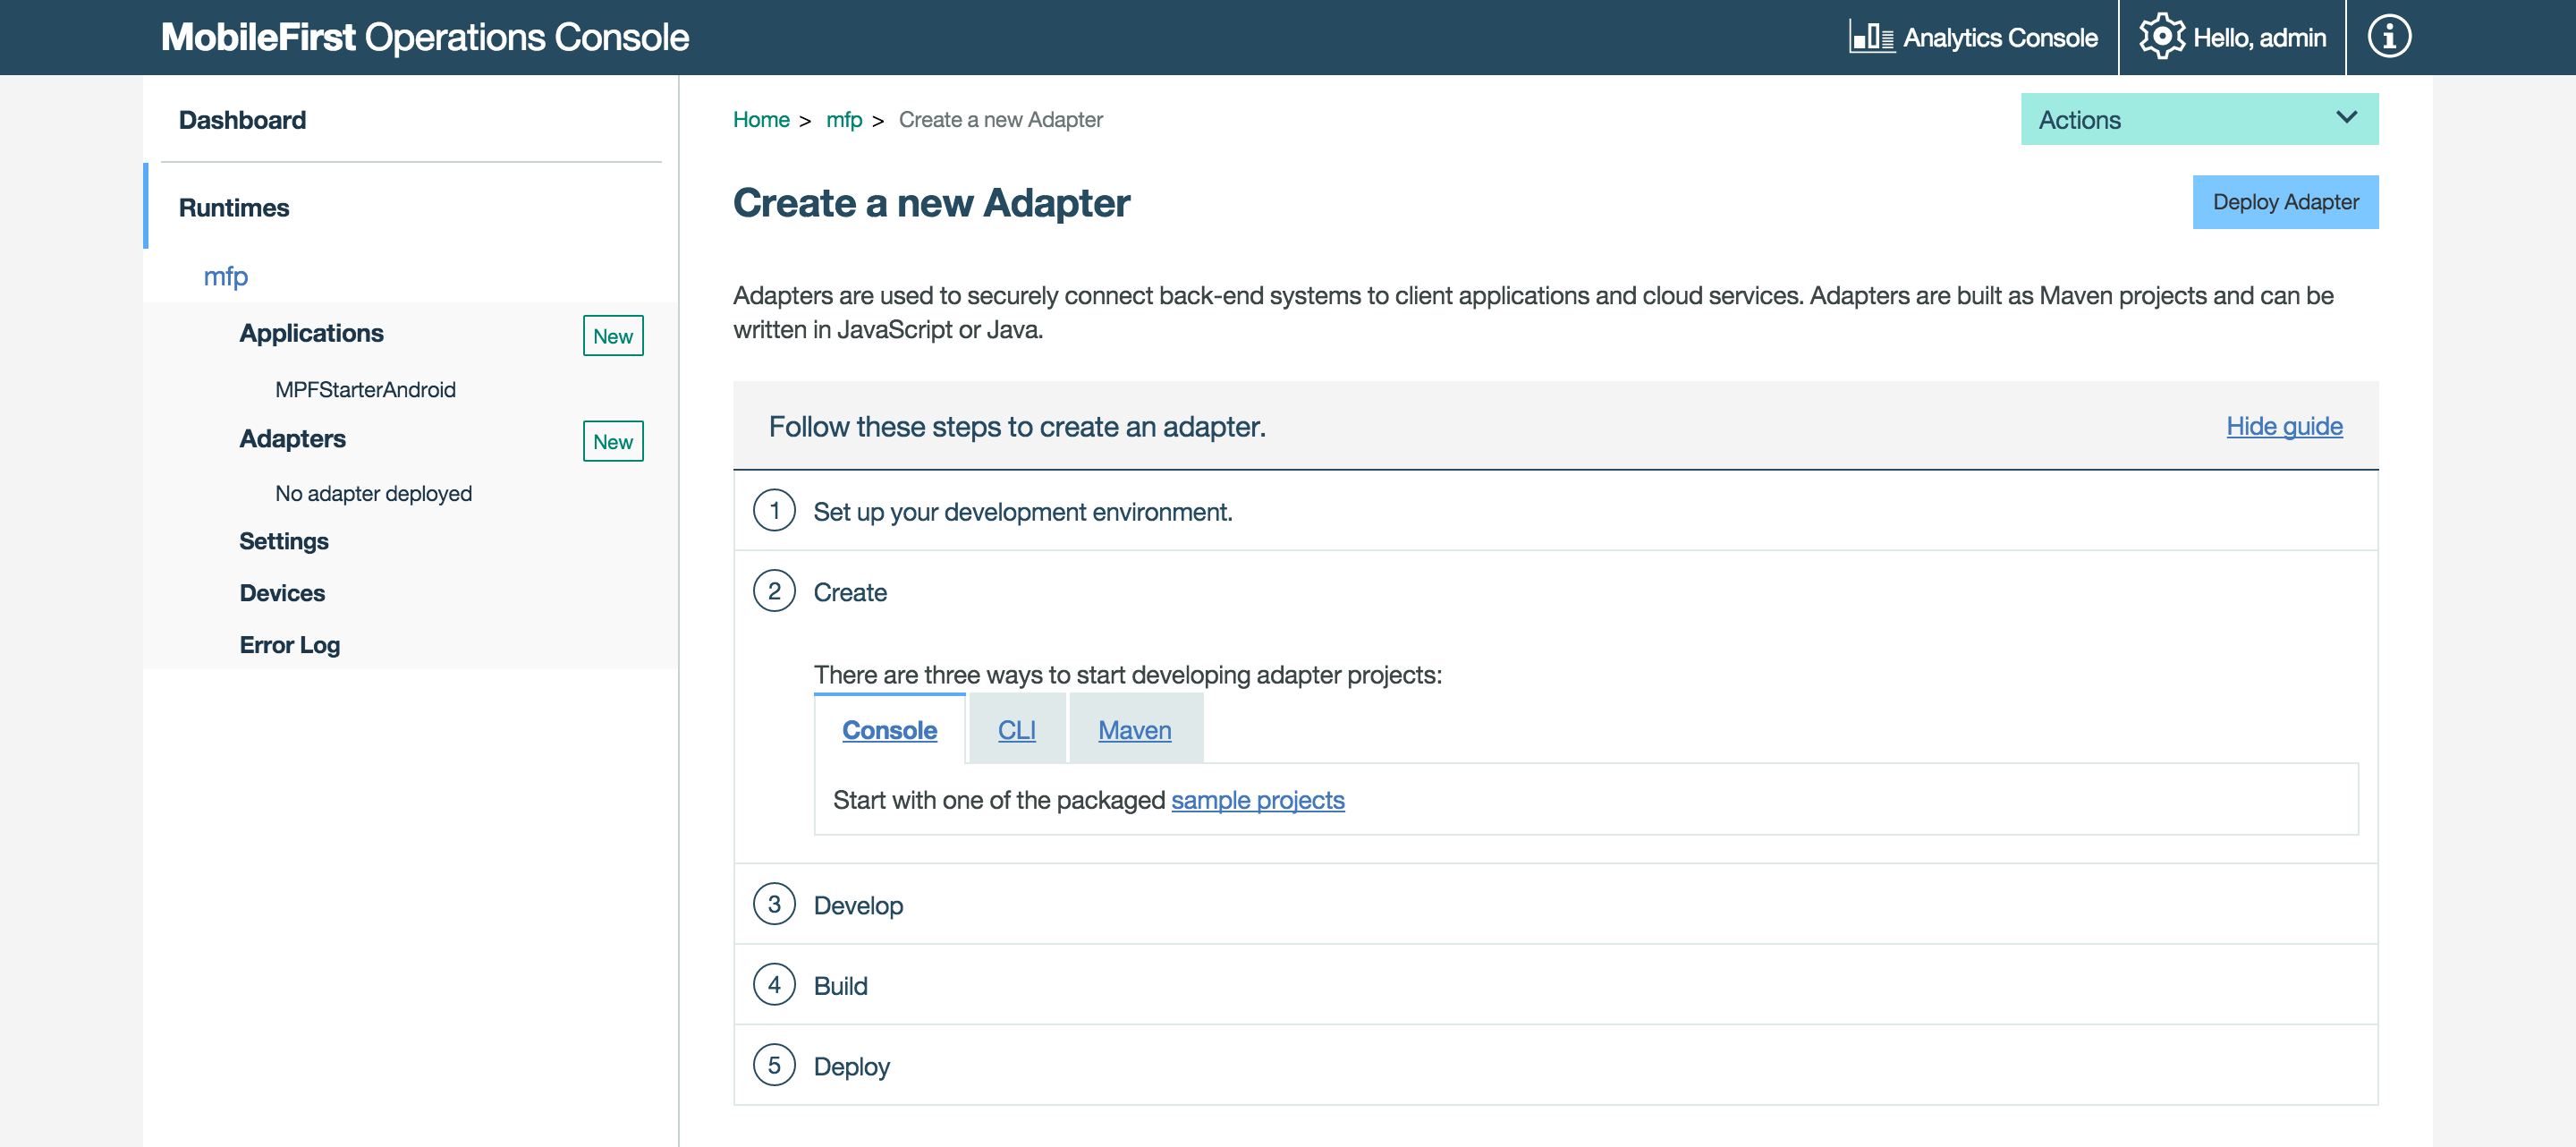 MobileFirst Operations Console
Analytics Console
Hello, admin
Dashboard
Runtimes
mfp
Applications
New
MPFStarterAndroid
Adapters
New
No adapter deployed
Settings
Devices
Error Log
Home > mfp > Create a new Adapter
Actions
Create a new Adapter
Deploy Adapter
Adapters are used to securely connect back-end systems to client applications and cloud services. Adapters are built as Maven projects and can be
written in JavaScript or Java.
Follow these steps to create an adapter.
Hide guide
1 Set up your development environment.
2 Create
There are three ways to start developing adapter projects:
Console CLI Maven
Start with one of the packaged sample projects
3 Develop
4 Build
5 Deploy